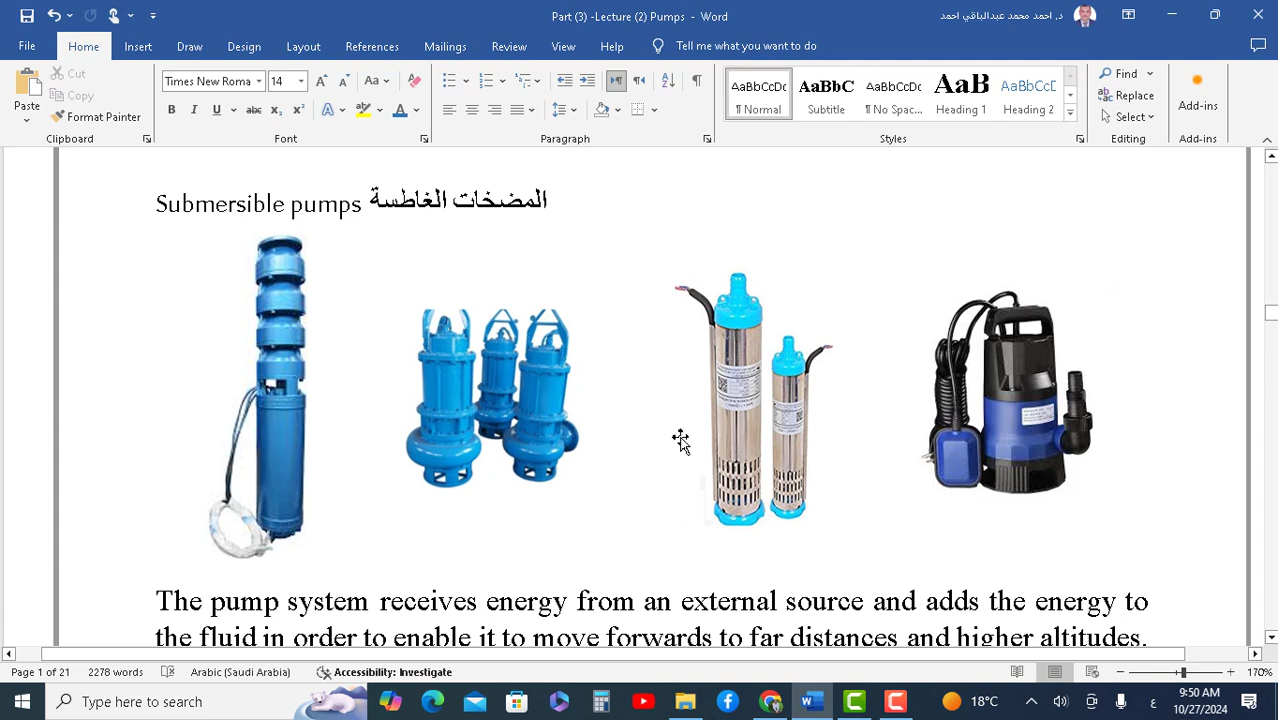 Part (3) -Lecture (2) Pumps - Word
د. احمد محمد عبدالباقي احمد
File Home Insert Draw Design Layout References Mailings Review View Help Tell me what you want to do
Paste
Cut
Copy
Format Painter
Clipboard
Times New Roma 14
Font
Paragraph
AaBbCcDc AaBbC AaBbCcDc AaB AaBbCcD
¶ Normal Subtitle ¶ No Spac... Heading 1 Heading 2
Styles
Find
Replace
Select
Editing
Add-ins
Add-ins
Submersible pumps المضخات الغاطسة
The pump system receives energy from an external source and adds the energy to
the fluid in order to enable it to move forwards to far distances and higher altitudes.
Page 1 of 21 2278 words Arabic (Saudi Arabia) Accessibility: Investigate 170%
Type here to search
18°C
ع
9:50 AM
10/27/2024